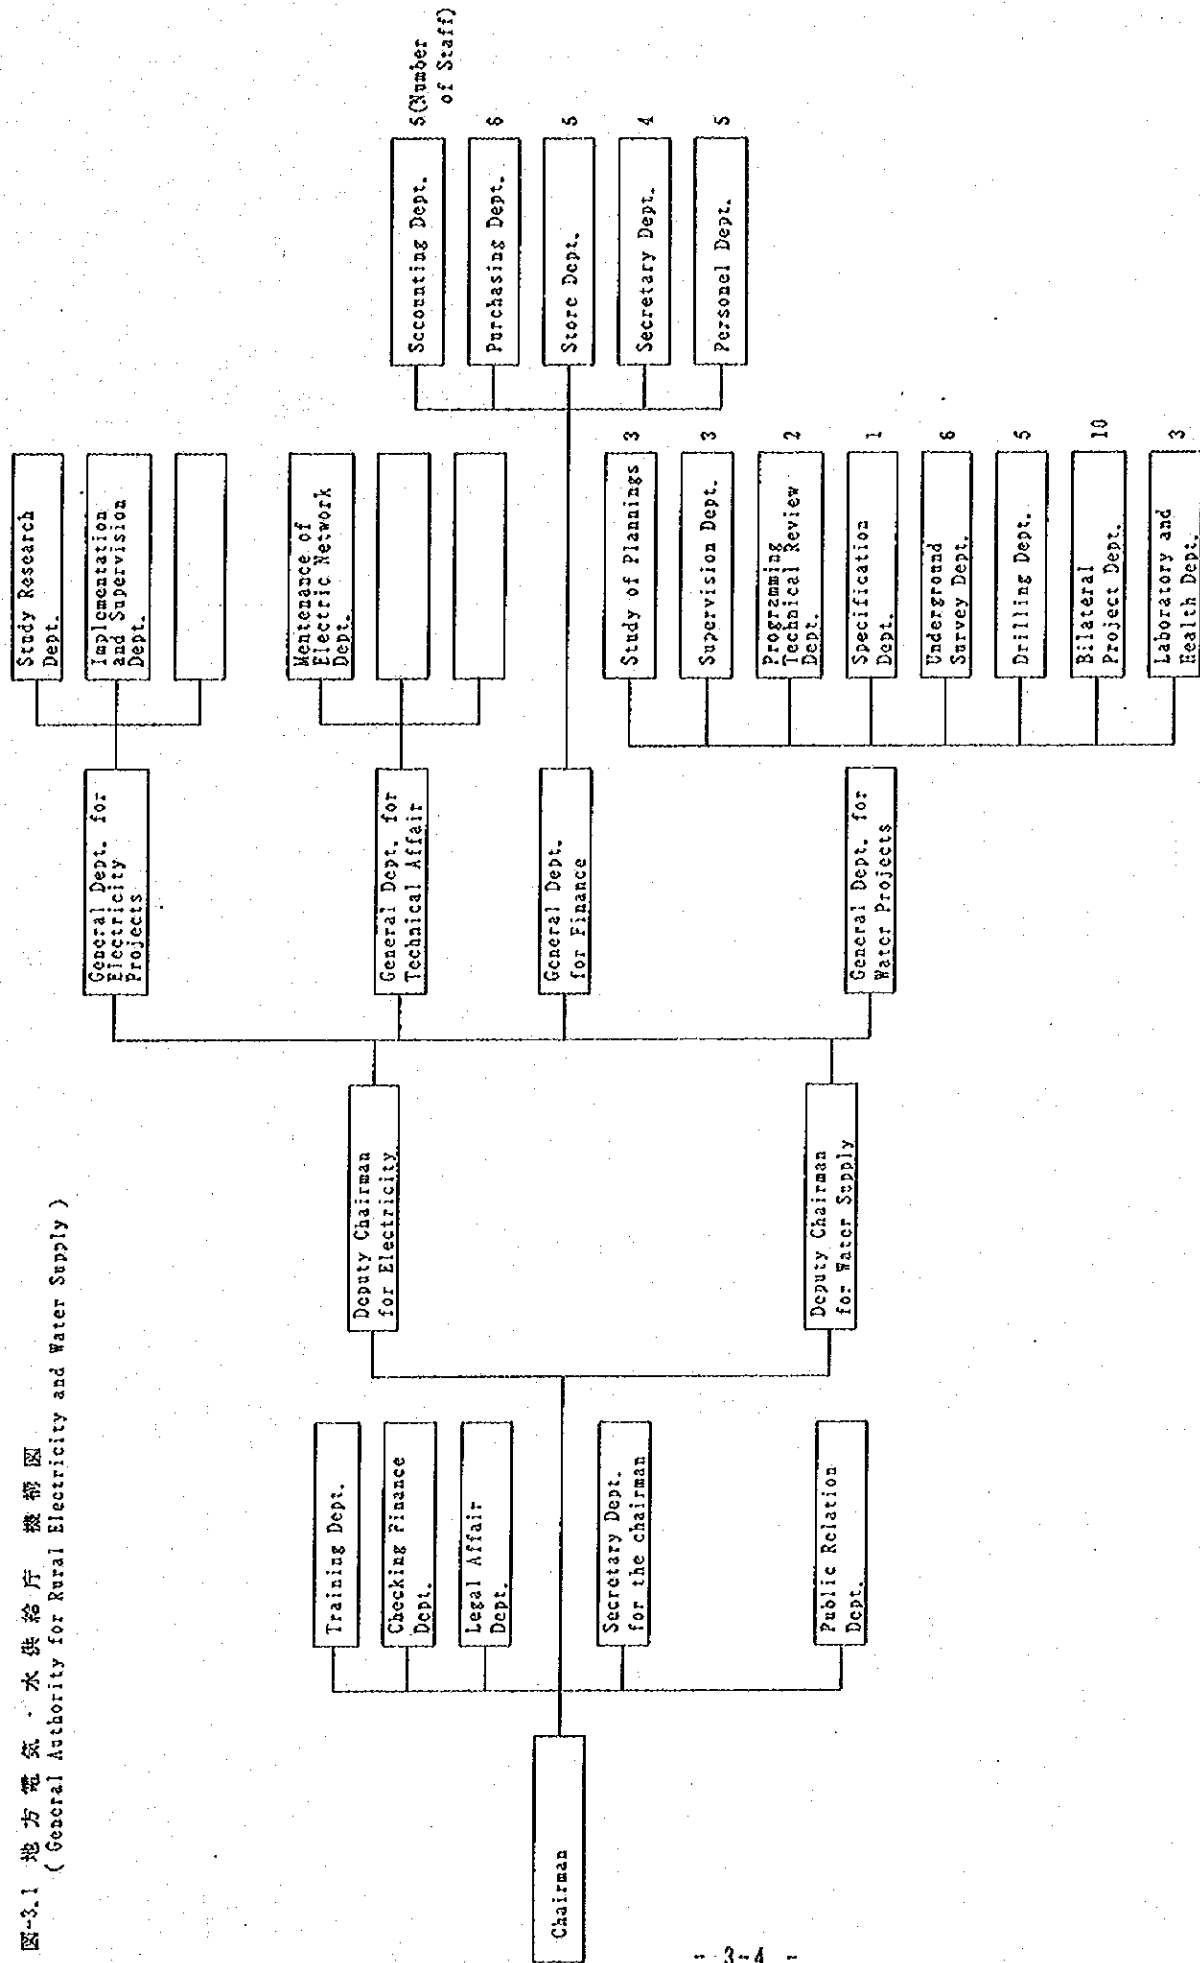 図-3.1 地方電気・水供給庁 機構図
( General Authority for Rural Electricity and Water Supply )
Chairman
Training Dept.
Checking Finance
Dept.
Legal Affair
Dept.
Secretary Dept.
for the chairman
Public Relation
Dept.
Deputy Chairman
for Electricity
Deputy Chairman
for Water Supply
General Dept. for
Electricity
Projects
General Dept. for
Technical Affair
General Dept.
for Finance
General Dept. for
Water Projects
Study Research
Dept.
Implementation
and Supervision
Dept.
Mentenance of
Electric Network
Dept.
Sccounting Dept. 5(Number
of Staff)
Purchasing Dept. 6
Store Dept. 5
Secretary Dept. 4
Personel Dept. 5
Study of Plannings 3
Supervision Dept. 3
Programming
Technical Review 2
Dept.
Specification 1
Dept.
Underground 6
Survey Dept.
Drilling Dept. 5
Bilateral 10
Project Dept.
Laboratory and 3
Health Dept.
- 3-4 -